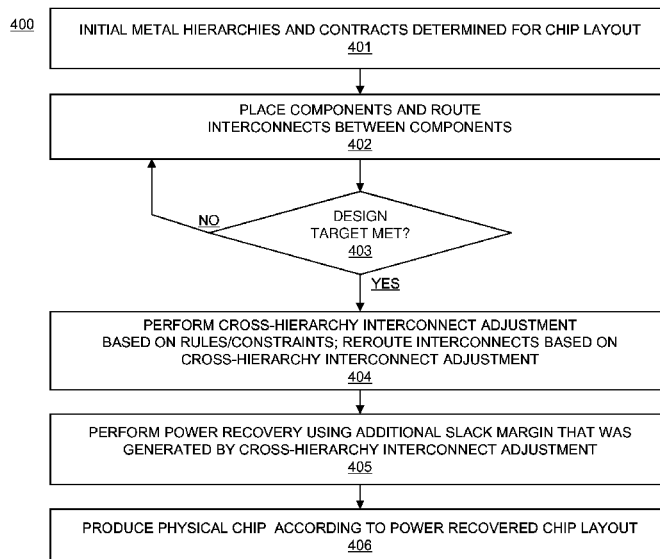 400
INITIAL METAL HIERARCHIES AND CONTRACTS DETERMINED FOR CHIP LAYOUT
401
PLACE COMPONENTS AND ROUTE
INTERCONNECTS BETWEEN COMPONENTS
402
NO
DESIGN
TARGET MET?
403
YES
PERFORM CROSS-HIERARCHY INTERCONNECT ADJUSTMENT
BASED ON RULES/CONSTRAINTS; REROUTE INTERCONNECTS BASED ON
CROSS-HIERARCHY INTERCONNECT ADJUSTMENT
404
PERFORM POWER RECOVERY USING ADDITIONAL SLACK MARGIN THAT WAS
GENERATED BY CROSS-HIERARCHY INTERCONNECT ADJUSTMENT
405
PRODUCE PHYSICAL CHIP ACCORDING TO POWER RECOVERED CHIP LAYOUT
406